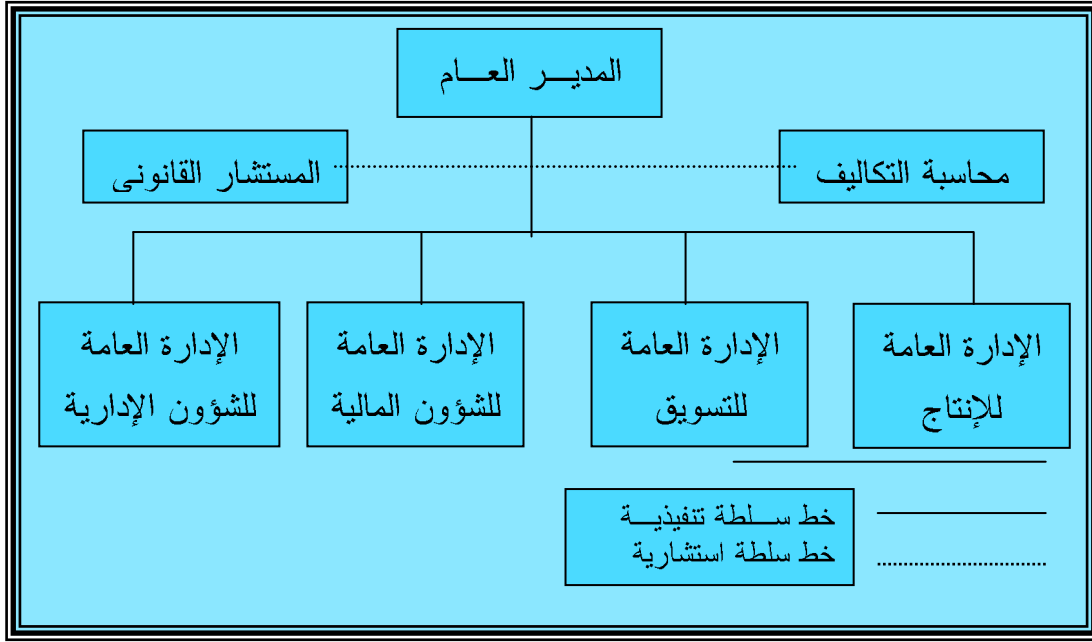 المديـــر العـــام
محاسبة التكاليف
المستشار القانونى
الإدارة العامة
للإنتاج
الإدارة العامة
للتسويق
الإدارة العامة
للشؤون المالية
الإدارة العامة
للشؤون الإدارية
خط ســـلطة تنفيذيـــة
خط سلطة استشارية